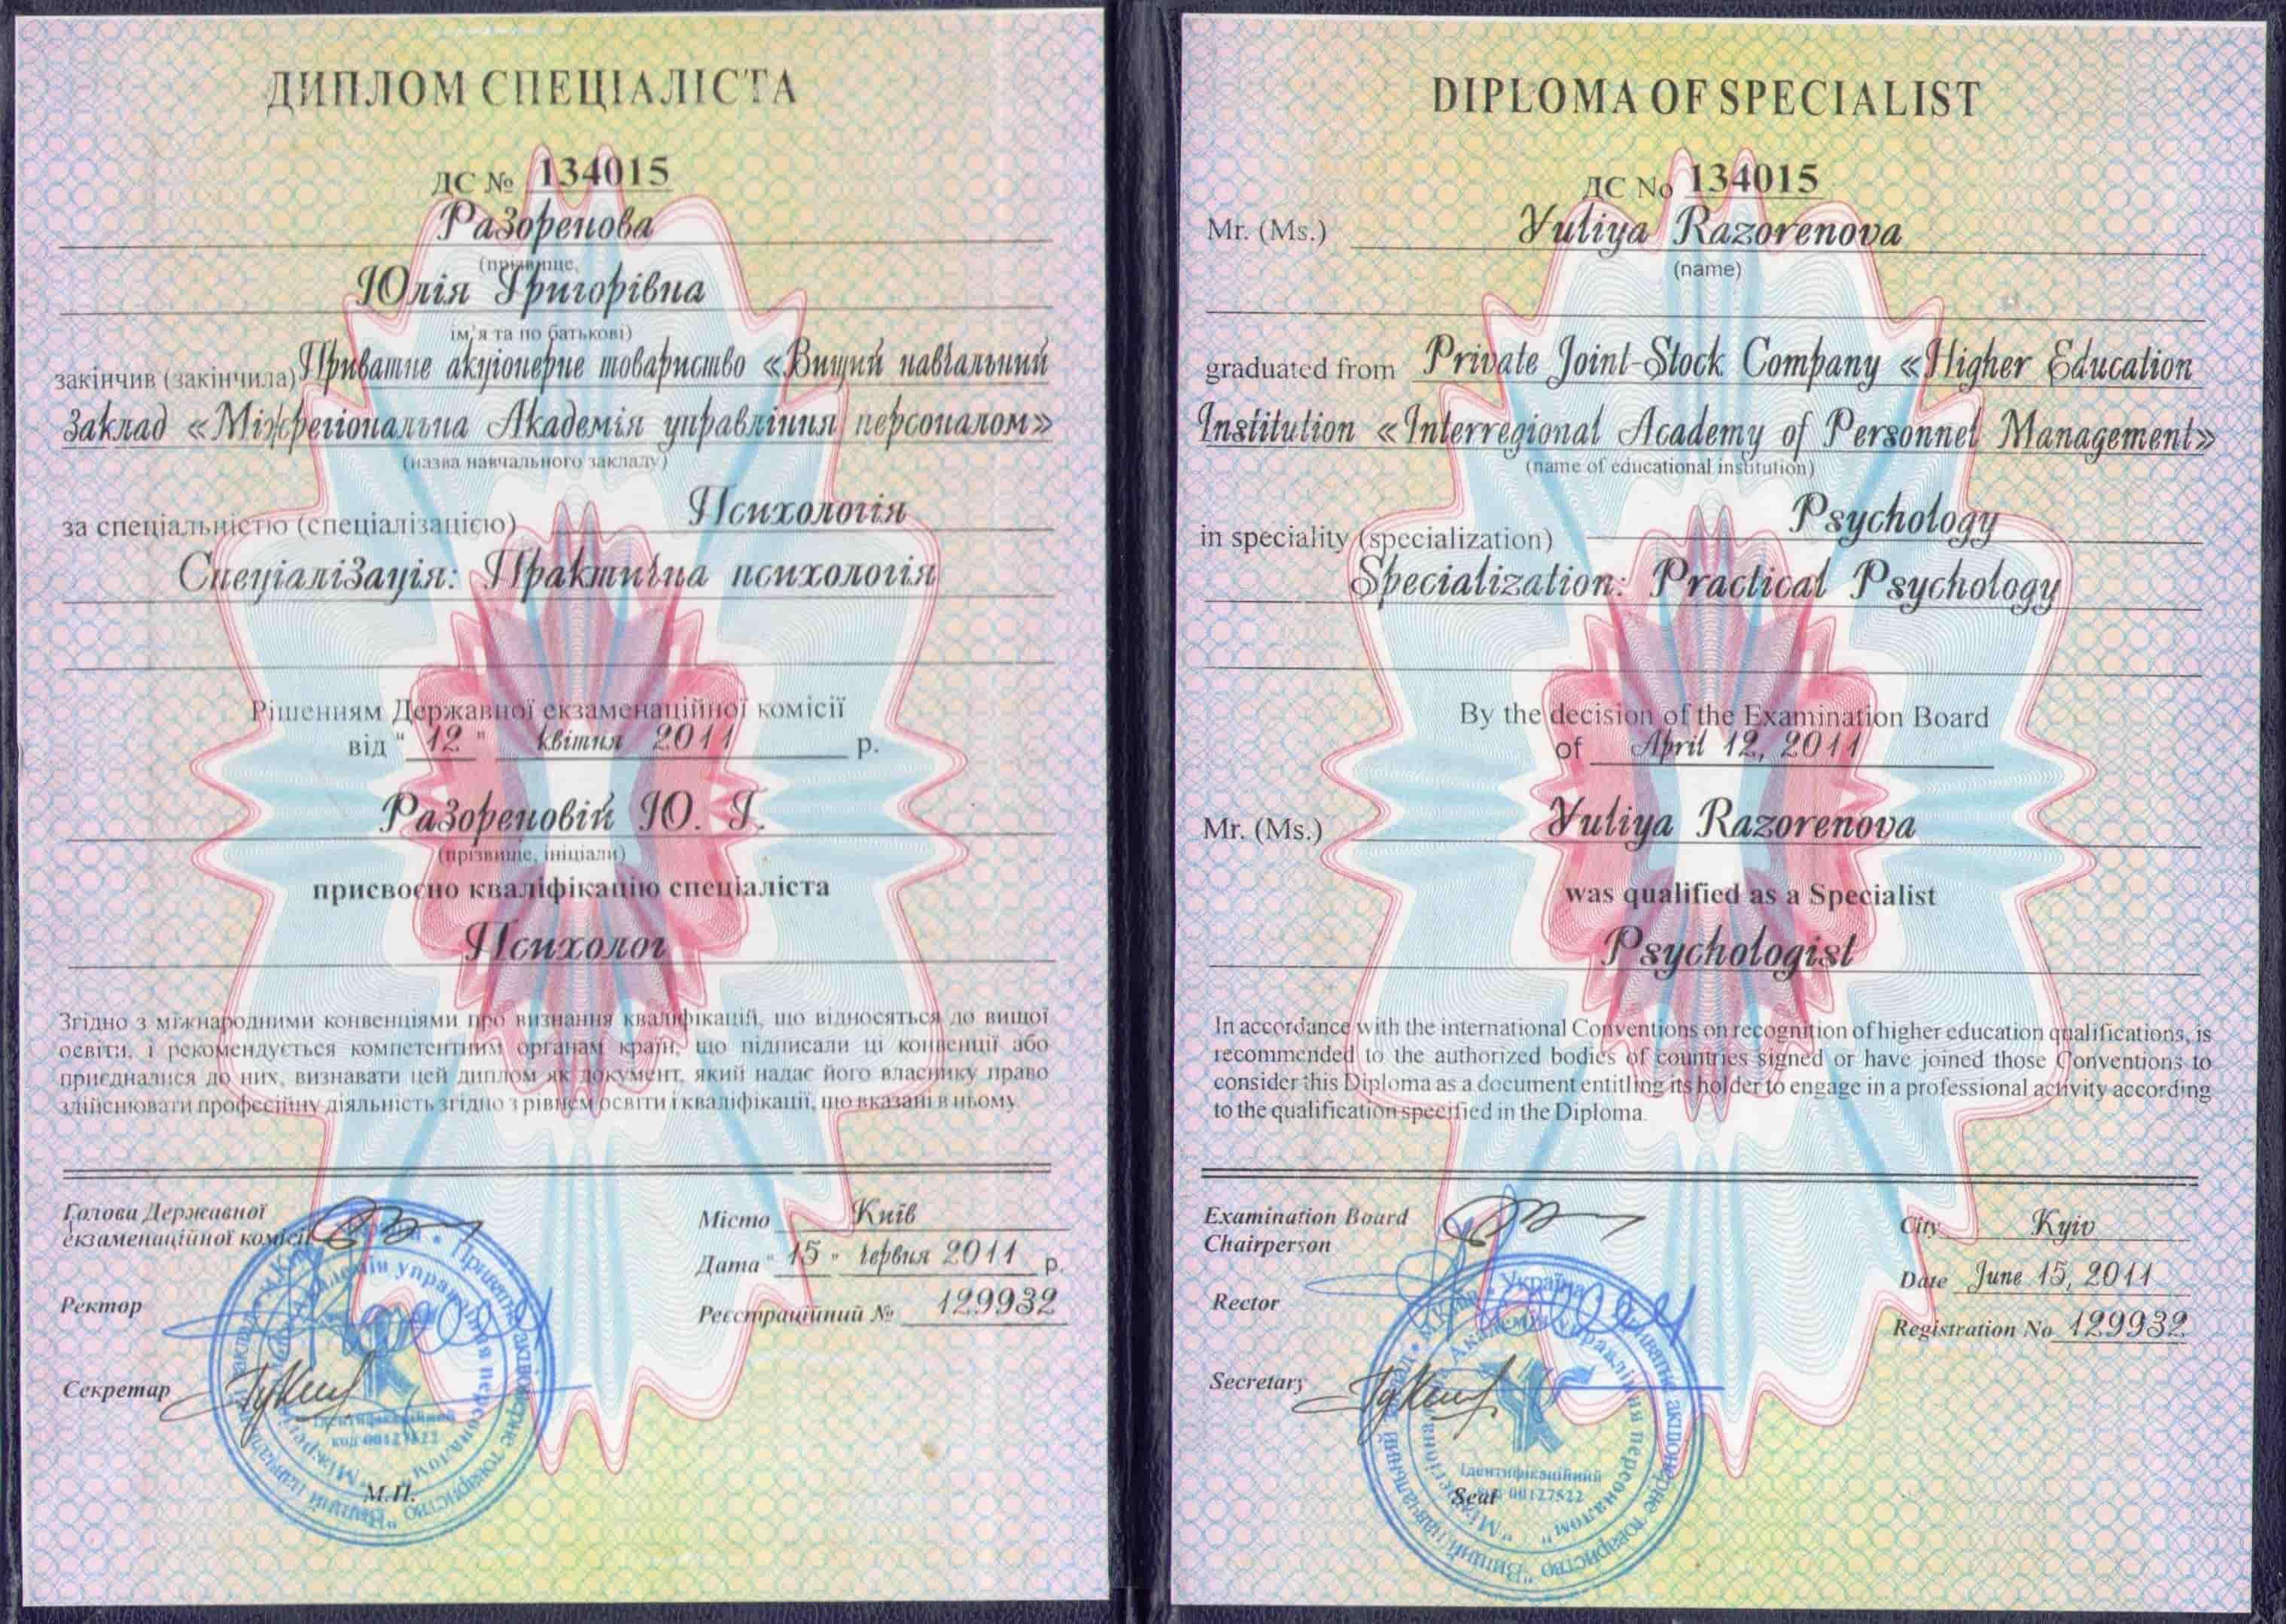 ДИПЛОМ СПЕЦІАЛІСТА
ДС № 134015
Разоренова
(прізвище,
Юлія Григорівна
ім'я та по батькові)
закінчив (закінчила) Приватне акціонерне товариство «Вищий навчальний
заклад «Міжрегіональна Академія управління персоналом»
(назва навчального закладу)
за спеціальністю (спеціалізацією) Психологія
Спеціалізація: Практична психологія
Рішенням Державної екзаменаційної комісії
від " 12 " квітня 2011 р.
Разореновій Ю. Г.
(прізвище, ініціали)
присвоєно кваліфікацію спеціаліста
Психолог
Згідно з міжнародними конвенціями про визнання кваліфікацій, що відносяться до вищої
освіти, і рекомендується компетентним органам країн, що підписали ці конвенції або
приєдналися до них, визнавати цей диплом як документ, який надає його власнику право
здійснювати професійну діяльність згідно з рівнем освіти і кваліфікації, що вказані в ньому.
Голова Державної
екзаменаційної комісії
Ректор
Секретар
М.П.
Місто Київ
Дата " 15 " червня 2011 р.
Реєстраційний № 129932
Ідентифікаційний
код 00127522
DIPLOMA OF SPECIALIST
ДС No 134015
Mr. (Ms.) Yuliya Razorenova
(name)
graduated from Private Joint-Stock Company «Higher Education
Institution «Interregional Academy of Personnel Management»
(name of educational institution)
in speciality (specialization) Psychology
Specialization: Practical Psychology
By the decision of the Examination Board
of April 12, 2011
Mr. (Ms.) Yuliya Razorenova
was qualified as a Specialist
Psychologist
In accordance with the international Conventions on recognition of higher education qualifications, is
recommended to the authorized bodies of countries signed or have joined those Conventions to
consider this Diploma as a document entitling its holder to engage in a professional activity according
to the qualification specified in the Diploma.
Examination Board
Chairperson
Rector
Secretary
Seal
City Kyiv
Date June 15, 2011
Registration No 129932
Україна
Ідентифікаційний
код 00127522